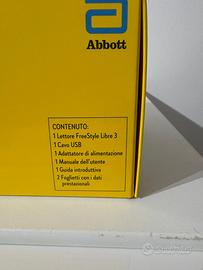 Abbott
CONTENUTO:
1 Lettore FreeStyle Libre 3
1 Cavo USB
1 Adattatore di alimentazione
1 Manuale dell'utente
1 Guida introduttiva
2 Foglietti con i dati
prestazionali
subito